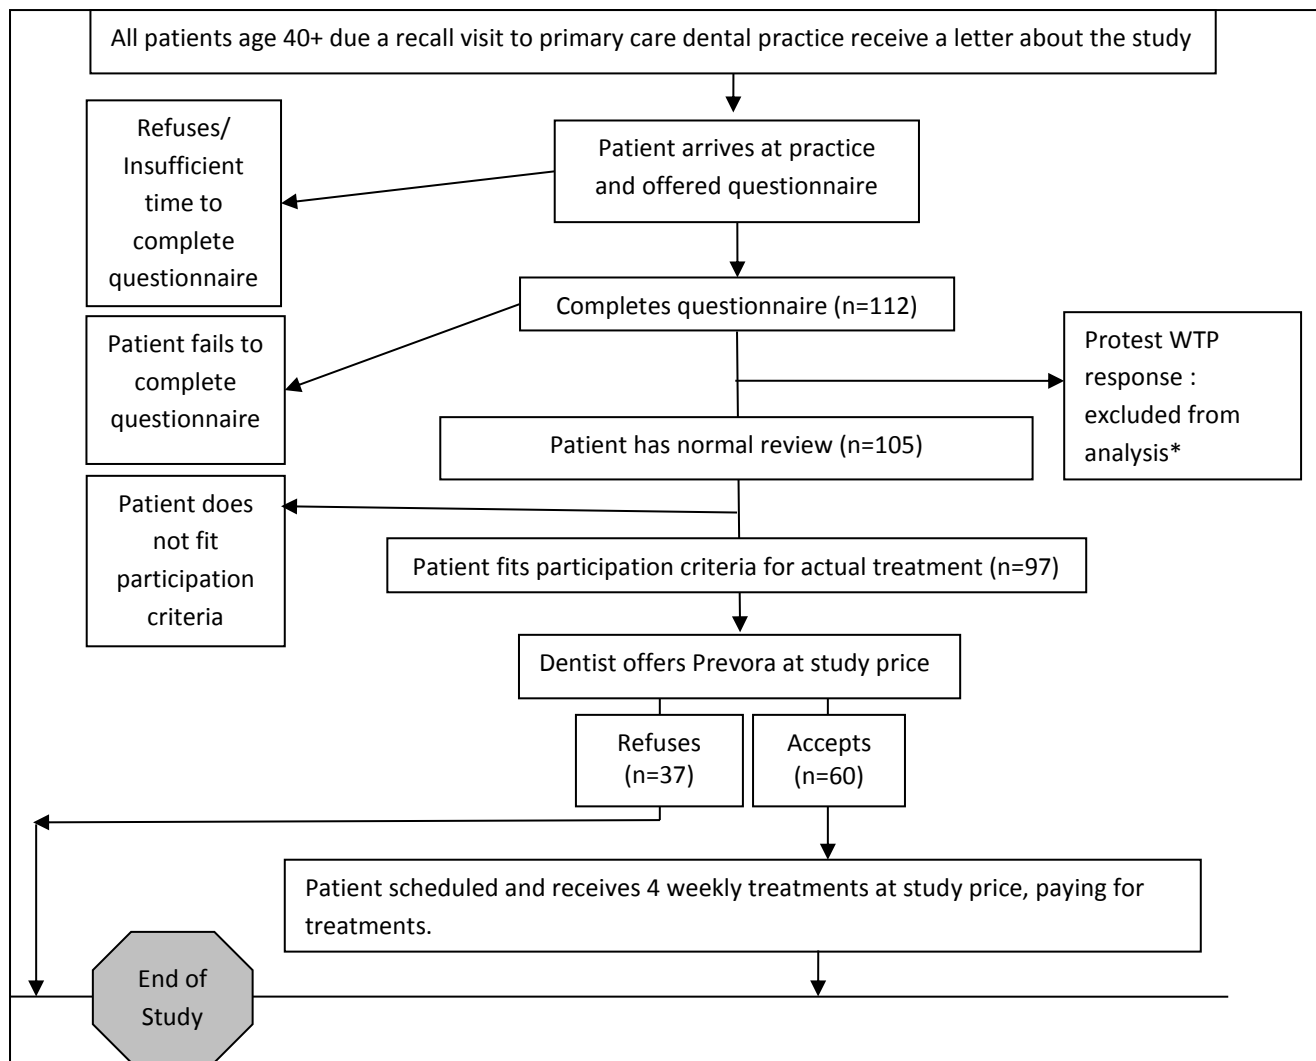 All patients age 40+ due a recall visit to primary care dental practice receive a letter about the study
Refuses/
Insufficient
time to
complete
questionnaire
Patient arrives at practice
and offered questionnaire
Completes questionnaire (n=112)
Patient fails to
complete
questionnaire
Protest WTP
response :
excluded from
analysis*
Patient has normal review (n=105)
Patient does
not fit
participation
criteria
Patient fits participation criteria for actual treatment (n=97)
Dentist offers Prevora at study price
Refuses
(n=37)
Accepts
(n=60)
Patient scheduled and receives 4 weekly treatments at study price, paying for
treatments.
End of
Study